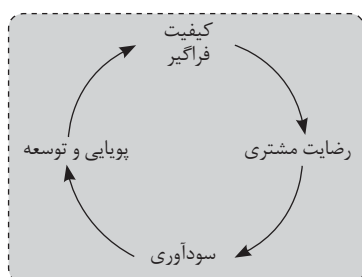 کیفیت
فراگیر
رضایت مشتری
سودآوری
پویایی و توسعه